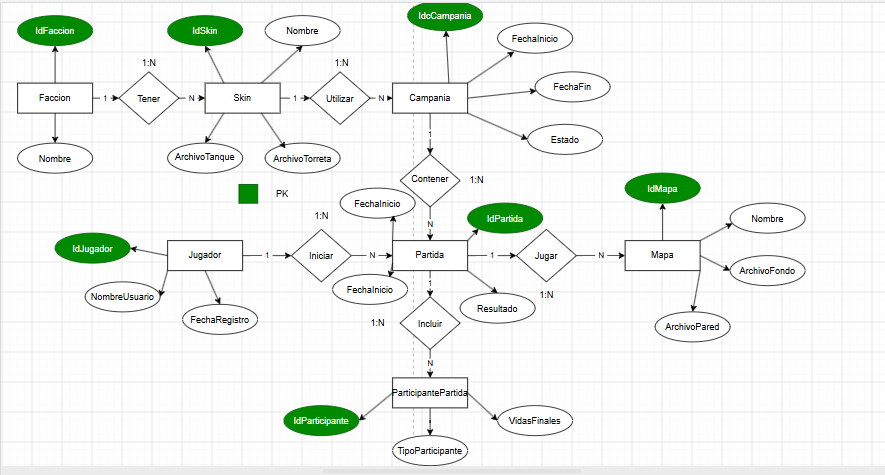 IdFaccion
IdSkin
Nombre
IdcCampania
FechaInicio
1:N
1:N
FechaFin
Faccion
1
Tener
N
Skin
1
Utilizar
N
Campania
Estado
Nombre
ArchivoTanque
ArchivoTorreta
1
Contener
1:N
PK
FechaInicio
N
IdPartida
IdMapa
Nombre
1:N
IdJugador
Jugador
1
Iniciar
N
Partida
1
Jugar
N
Mapa
ArchivoFondo
NombreUsuario
FechaInicio
1
1:N
Resultado
FechaRegistro
1:N
Incluir
ArchivoPared
N
ParticipantePartida
IdParticipante
VidasFinales
TipoParticipante